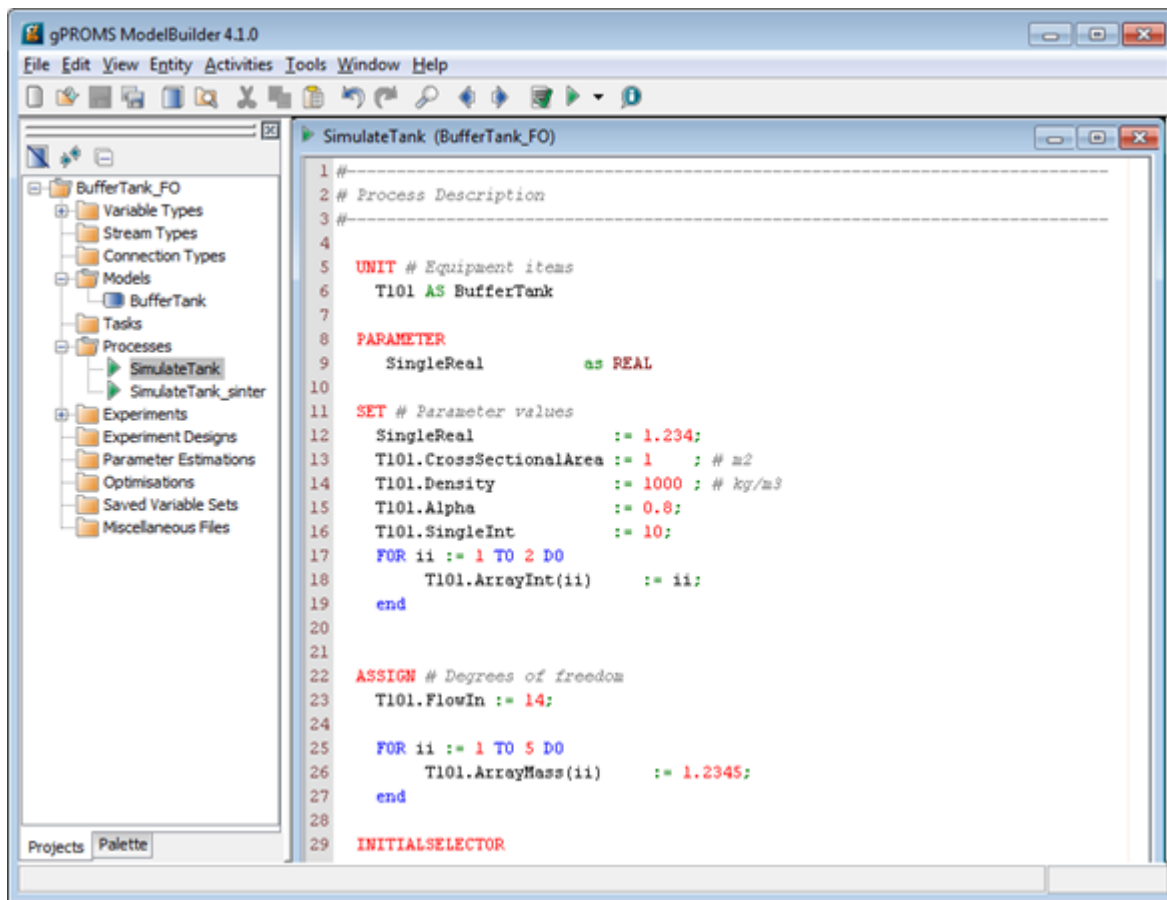 gPROMS ModelBuilder 4.1.0
File Edit View Entity Activities Tools Window Help
BufferTank_FO
Variable Types
Stream Types
Connection Types
Models
BufferTank
Tasks
Processes
SimulateTank
SimulateTank_sinter
Experiments
Experiment Designs
Parameter Estimations
Optimisations
Saved Variable Sets
Miscellaneous Files
Projects Palette
SimulateTank (BufferTank_FO)
1 #------------------------------------------------------------------------------
2 # Process Description
3 #------------------------------------------------------------------------------
4
5 UNIT # Equipment items
6 T101 AS BufferTank
7
8 PARAMETER
9 SingleReal as REAL
10
11 SET # Parameter values
12 SingleReal := 1.234;
13 T101.CrossSectionalArea := 1 ; # m2
14 T101.Density := 1000 ; # kg/m3
15 T101.Alpha := 0.8;
16 T101.SingleInt := 10;
17 FOR ii := 1 TO 2 DO
18 T101.ArrayInt(ii) := ii;
19 end
20
21
22 ASSIGN # Degrees of freedom
23 T101.FlowIn := 14;
24
25 FOR ii := 1 TO 5 DO
26 T101.ArrayMass(ii) := 1.2345;
27 end
28
29 INITIALSELECTOR